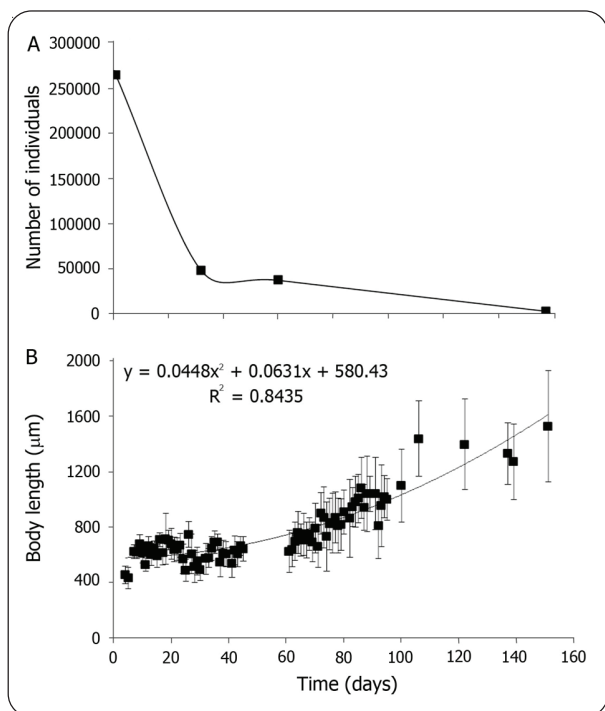 A
Number of individuals
300000
250000
200000
150000
100000
50000
0
B
y = 0.0448x² + 0.0631x + 580.43
R² = 0.8435
Body length (μm)
2000
1600
1200
800
400
0
0 20 40 60 80 100 120 140 160
Time (days)